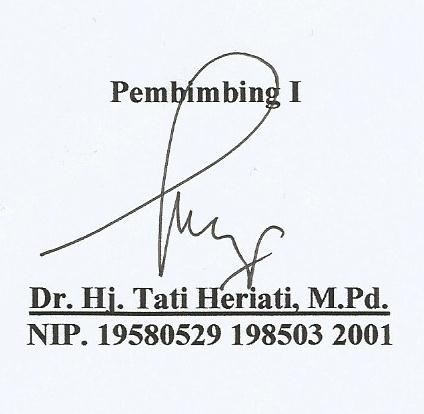 Pembimbing I
Dr. Hj. Tati Heriati, M.Pd.
NIP. 19580529 198503 2001